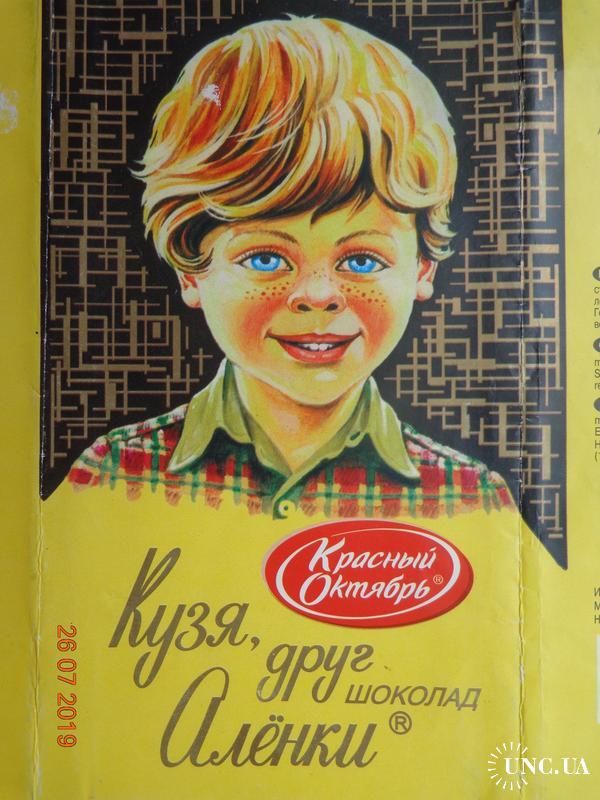 Красный
Октябрь®
Кузя,
друг
ШОКОЛАД
Алёнки®
26 07 2019
UNC.UA